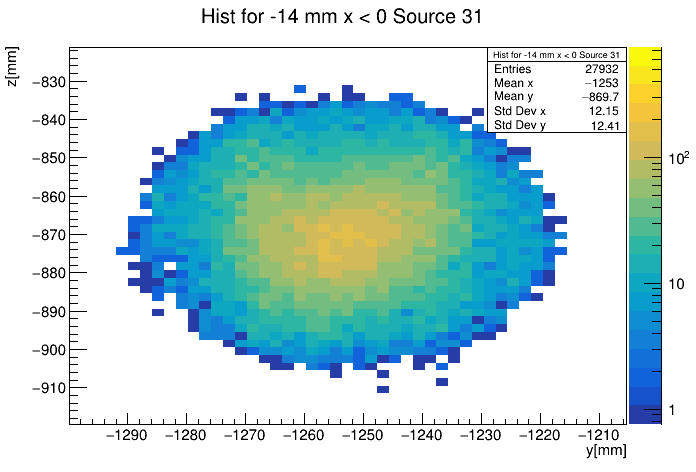 Hist for -14 mm x < 0 Source 31
z[mm]
Hist for -14 mm x < 0 Source 31
Entries 27932
Mean x −1253
Mean y −869.7
Std Dev x 12.15
Std Dev y 12.41
−830
−840
−850
−860
−870
−880
−890
−900
−910
10²
10
1
−1290 −1280 −1270 −1260 −1250 −1240 −1230 −1220 −1210
y[mm]